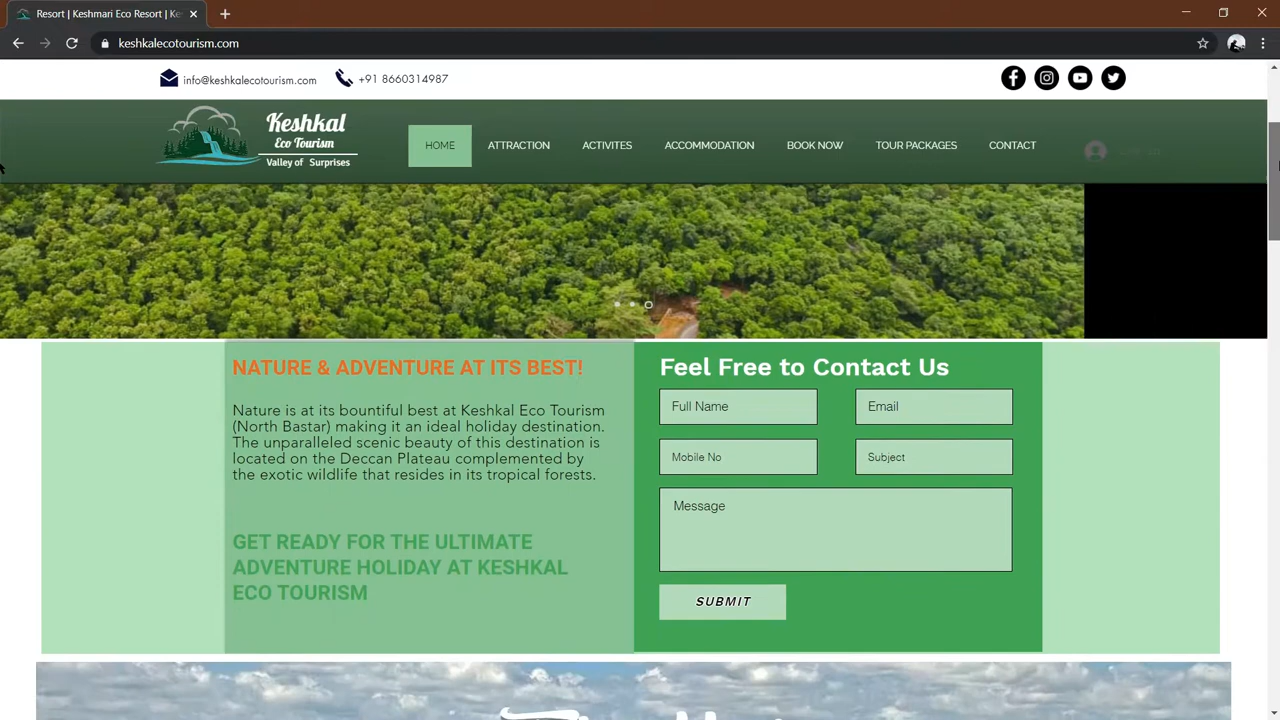 Resort | Keshmari Eco Resort | Ke
keshkalecotourism.com
info@keshkalecotourism.com +91 8660314987
Keshkal
Eco Tourism
Valley of Surprises
HOME ATTRACTION ACTIVITES ACCOMMODATION BOOK NOW TOUR PACKAGES CONTACT
NATURE & ADVENTURE AT ITS BEST!
Nature is at its bountiful best at Keshkal Eco Tourism
(North Bastar) making it an ideal holiday destination.
The unparalleled scenic beauty of this destination is
located on the Deccan Plateau complemented by
the exotic wildlife that resides in its tropical forests.
GET READY FOR THE ULTIMATE
ADVENTURE HOLIDAY AT KESHKAL
ECO TOURISM
Feel Free to Contact Us
Full Name Email
Mobile No Subject
Message
SUBMIT